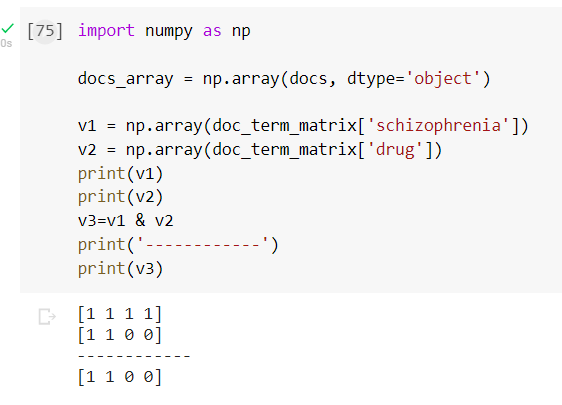 [75] import numpy as np
0s
docs_array = np.array(docs, dtype='object')
v1 = np.array(doc_term_matrix['schizophrenia'])
v2 = np.array(doc_term_matrix['drug'])
print(v1)
print(v2)
v3=v1 & v2
print('------------')
print(v3)
[1 1 1 1]
[1 1 0 0]
------------
[1 1 0 0]